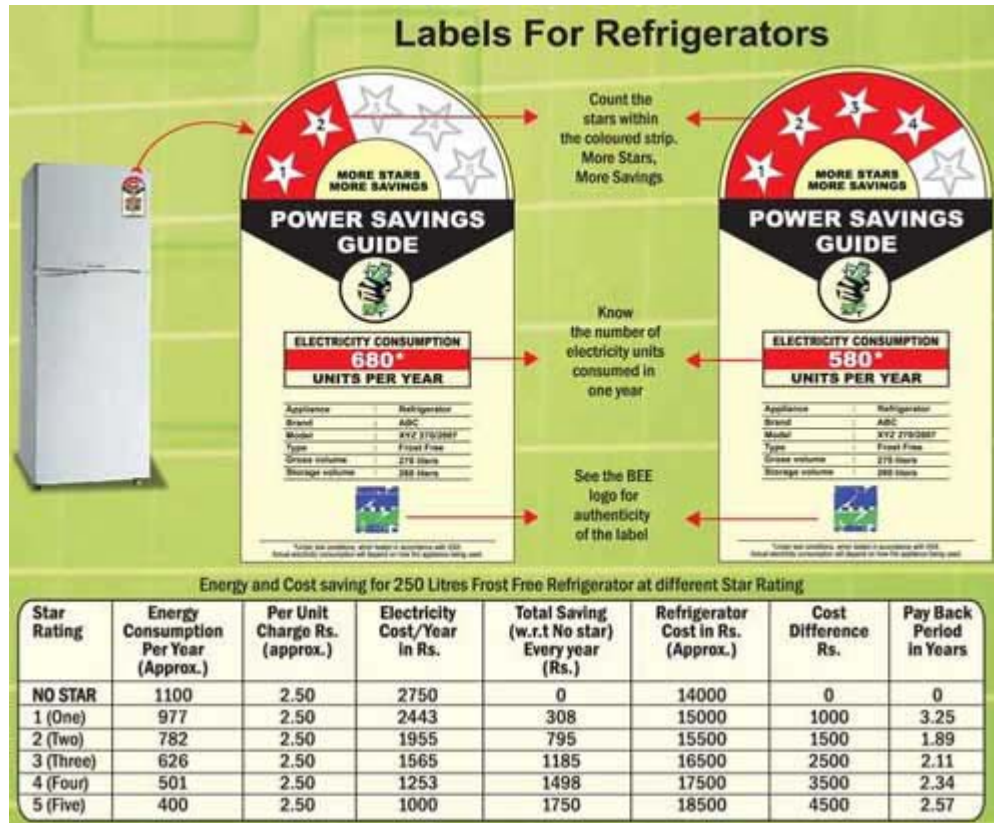 Labels For Refrigerators
1
2
3
4
5
MORE STARS
MORE SAVINGS
POWER SAVINGS
GUIDE
ELECTRICITY CONSUMPTION
680*
UNITS PER YEAR
Appliance : Refrigerator
Brand : ABC
Model : XYZ 270/2007
Type : Frost Free
Gross volume : 270 liters
Storage volume : liters
Count the
stars within
the coloured strip.
More Stars,
More Savings
Know
the number of
electricity units
consumed in
one year
See the BEE
logo for
authenticity
of the label
1
2
3
4
5
MORE STARS
MORE SAVINGS
POWER SAVINGS
GUIDE
ELECTRICITY CONSUMPTION
580*
UNITS PER YEAR
Appliance : Refrigerator
Brand : ABC
Model : XYZ 270/2007
Type : Frost Free
Gross volume : 270 liters
Storage volume : liters
Energy and Cost saving for 250 Litres Frost Free Refrigerator at different Star Rating
Star Rating Energy Consumption Per Year (Approx.) Per Unit Charge Rs. (approx.) Electricity Cost/Year in Rs. Total Saving (w.r.t No star) Every year (Rs.) Refrigerator Cost in Rs. (Approx.) Cost Difference Rs. Pay Back Period in Years
NO STAR 1100 2.50 2750 0 14000 0 0
1 (One) 977 2.50 2443 308 15000 1000 3.25
2 (Two) 782 2.50 1955 795 15500 1500 1.89
3 (Three) 626 2.50 1565 1185 16500 2500 2.11
4 (Four) 501 2.50 1253 1498 17500 3500 2.34
5 (Five) 400 2.50 1000 1750 18500 4500 2.57